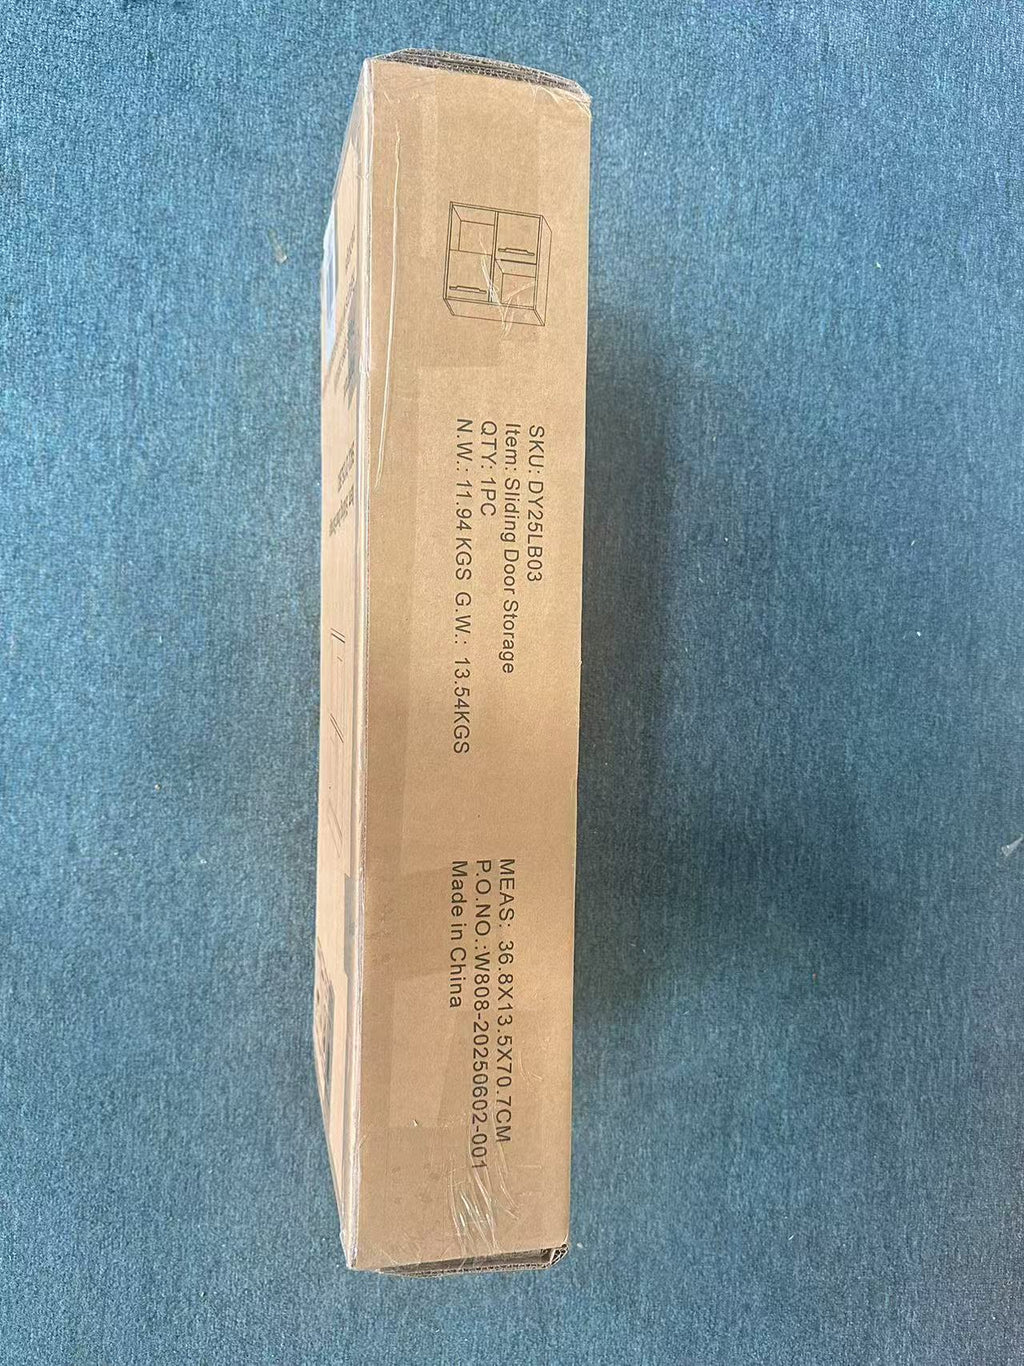 SKU: DY25LB03
Item: Sliding Door Storage
QTY: 1PC
N.W.: 11.94 KGS G.W.: 13.54KGS
MEAS: 36.8X13.5X70.7CM
P.O.NO.:W808-20250602-001
Made in China